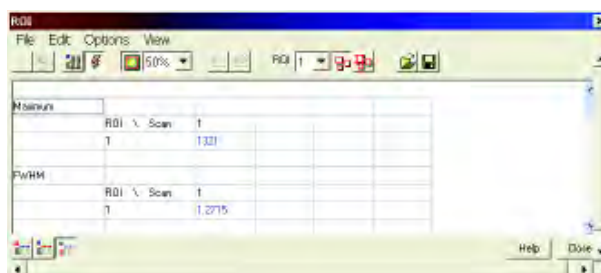 ROI
File Edit Options View
50% ROI 1
Maximum
ROI \ Scan 1
1 1321
FWHM
ROI \ Scan 1
1 1.2715
Help Close